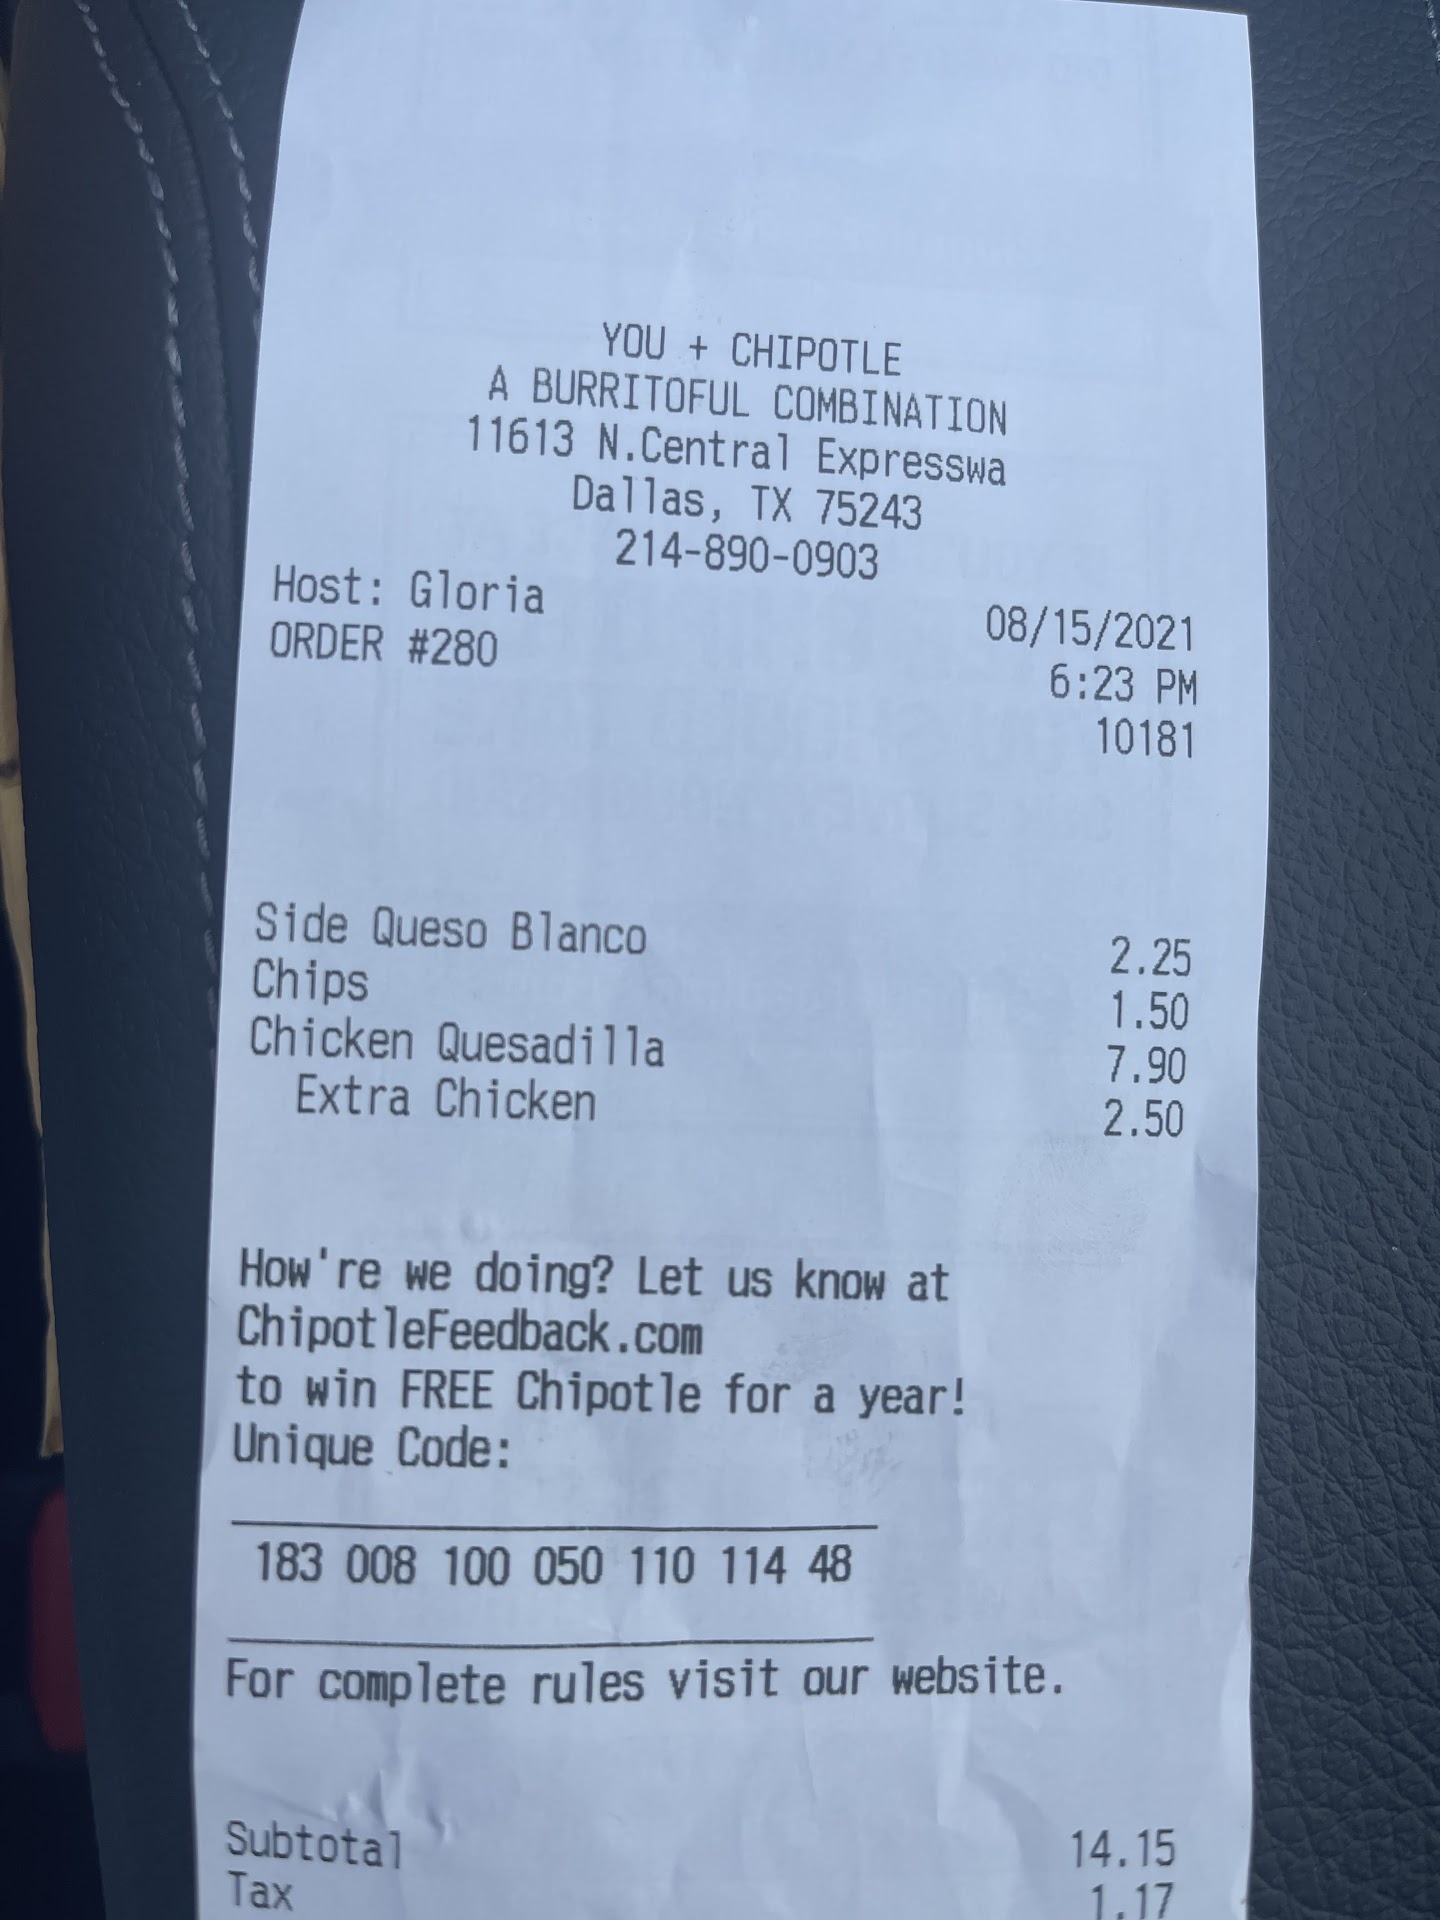 YOU + CHIPOTLE
A BURRITOFUL COMBINATION
11613 N.Central Expresswa
Dallas, TX 75243
214-890-0903
Host: Gloria 08/15/2021
ORDER #280 6:23 PM
10181
Side Queso Blanco 2.25
Chips 1.50
Chicken Quesadilla 7.90
Extra Chicken 2.50
How're we doing? Let us know at
ChipotleFeedback.com
to win FREE Chipotle for a year!
Unique Code:
183 008 100 050 110 114 48
For complete rules visit our website.
Subtotal 14.15
Tax 1.17